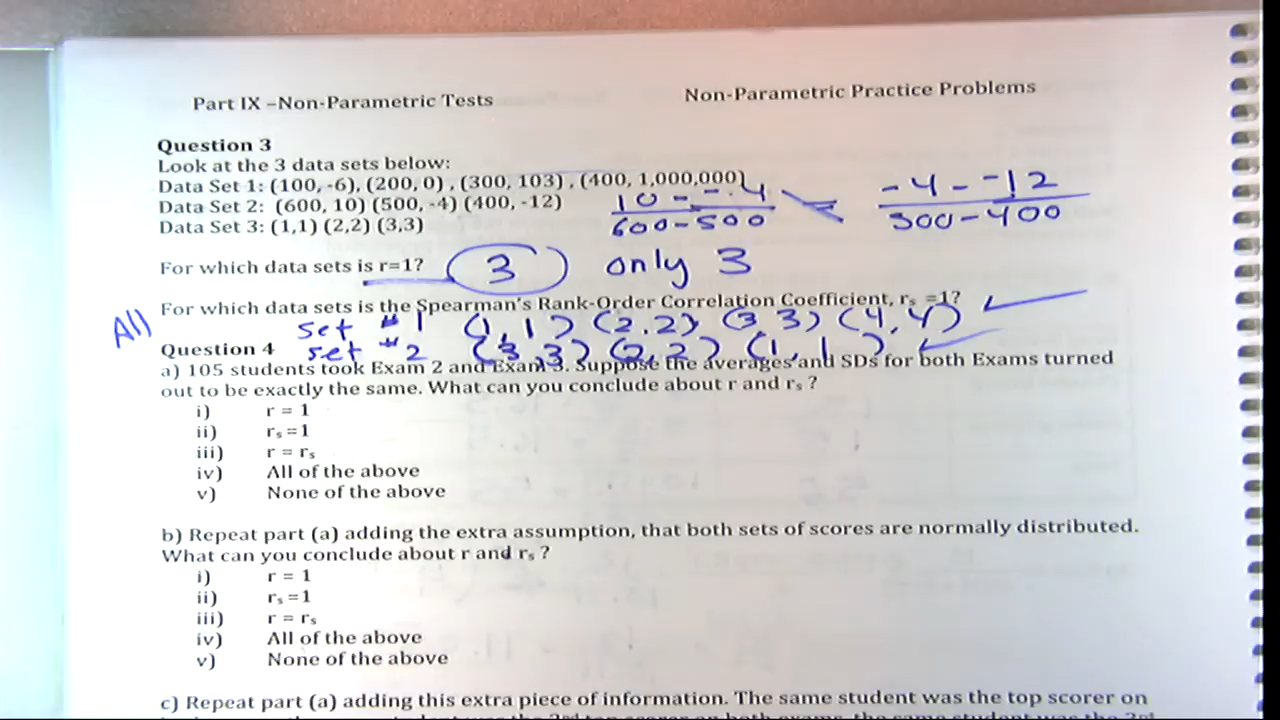 Part IX –Non-Parametric Tests
Non-Parametric Practice Problems
Question 3
Look at the 3 data sets below:
Data Set 1: (100, -6), (200, 0) , (300, 103) , (400, 1,000,000)
Data Set 2: (600, 10) (500, -4) (400, -12)
Data Set 3: (1,1) (2,2) (3,3)
10 - -4
600-500
=
-4 - -12
500-400
For which data sets is r=1?
3 only 3
For which data sets is the Spearman's Rank-Order Correlation Coefficient, rₛ =1?
All
set #1 (1,1) (2,2) (3,3) (4,4)
set #2 (3,3) (2,2) (1,1)
Question 4
a) 105 students took Exam 2 and Exam 3. Suppose the averages and SDs for both Exams turned
out to be exactly the same. What can you conclude about r and rₛ ?
i) r = 1
ii) rₛ =1
iii) r = rₛ
iv) All of the above
v) None of the above
b) Repeat part (a) adding the extra assumption, that both sets of scores are normally distributed.
What can you conclude about r and rₛ ?
i) r = 1
ii) rₛ =1
iii) r = rₛ
iv) All of the above
v) None of the above
c) Repeat part (a) adding this extra piece of information. The same student was the top scorer on